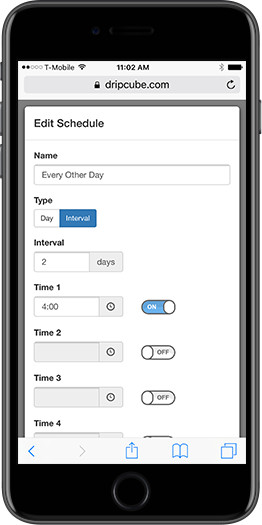 T-Mobile 11:02 AM
dripcube.com
Edit Schedule
Name
Every Other Day
Type
Day Interval
Interval
2 days
Time 1
4:00 ON
Time 2
OFF
Time 3
OFF
Time 4